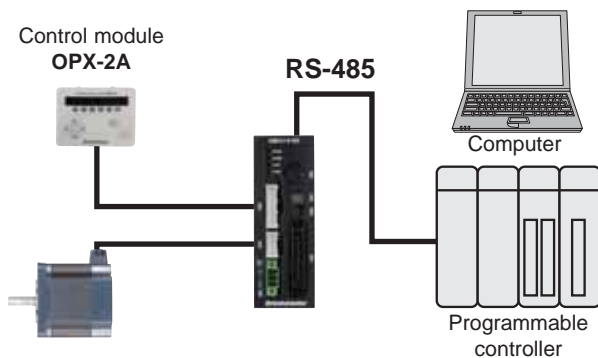 Control module
OPX-2A
RS-485
Computer
Programmable
controller